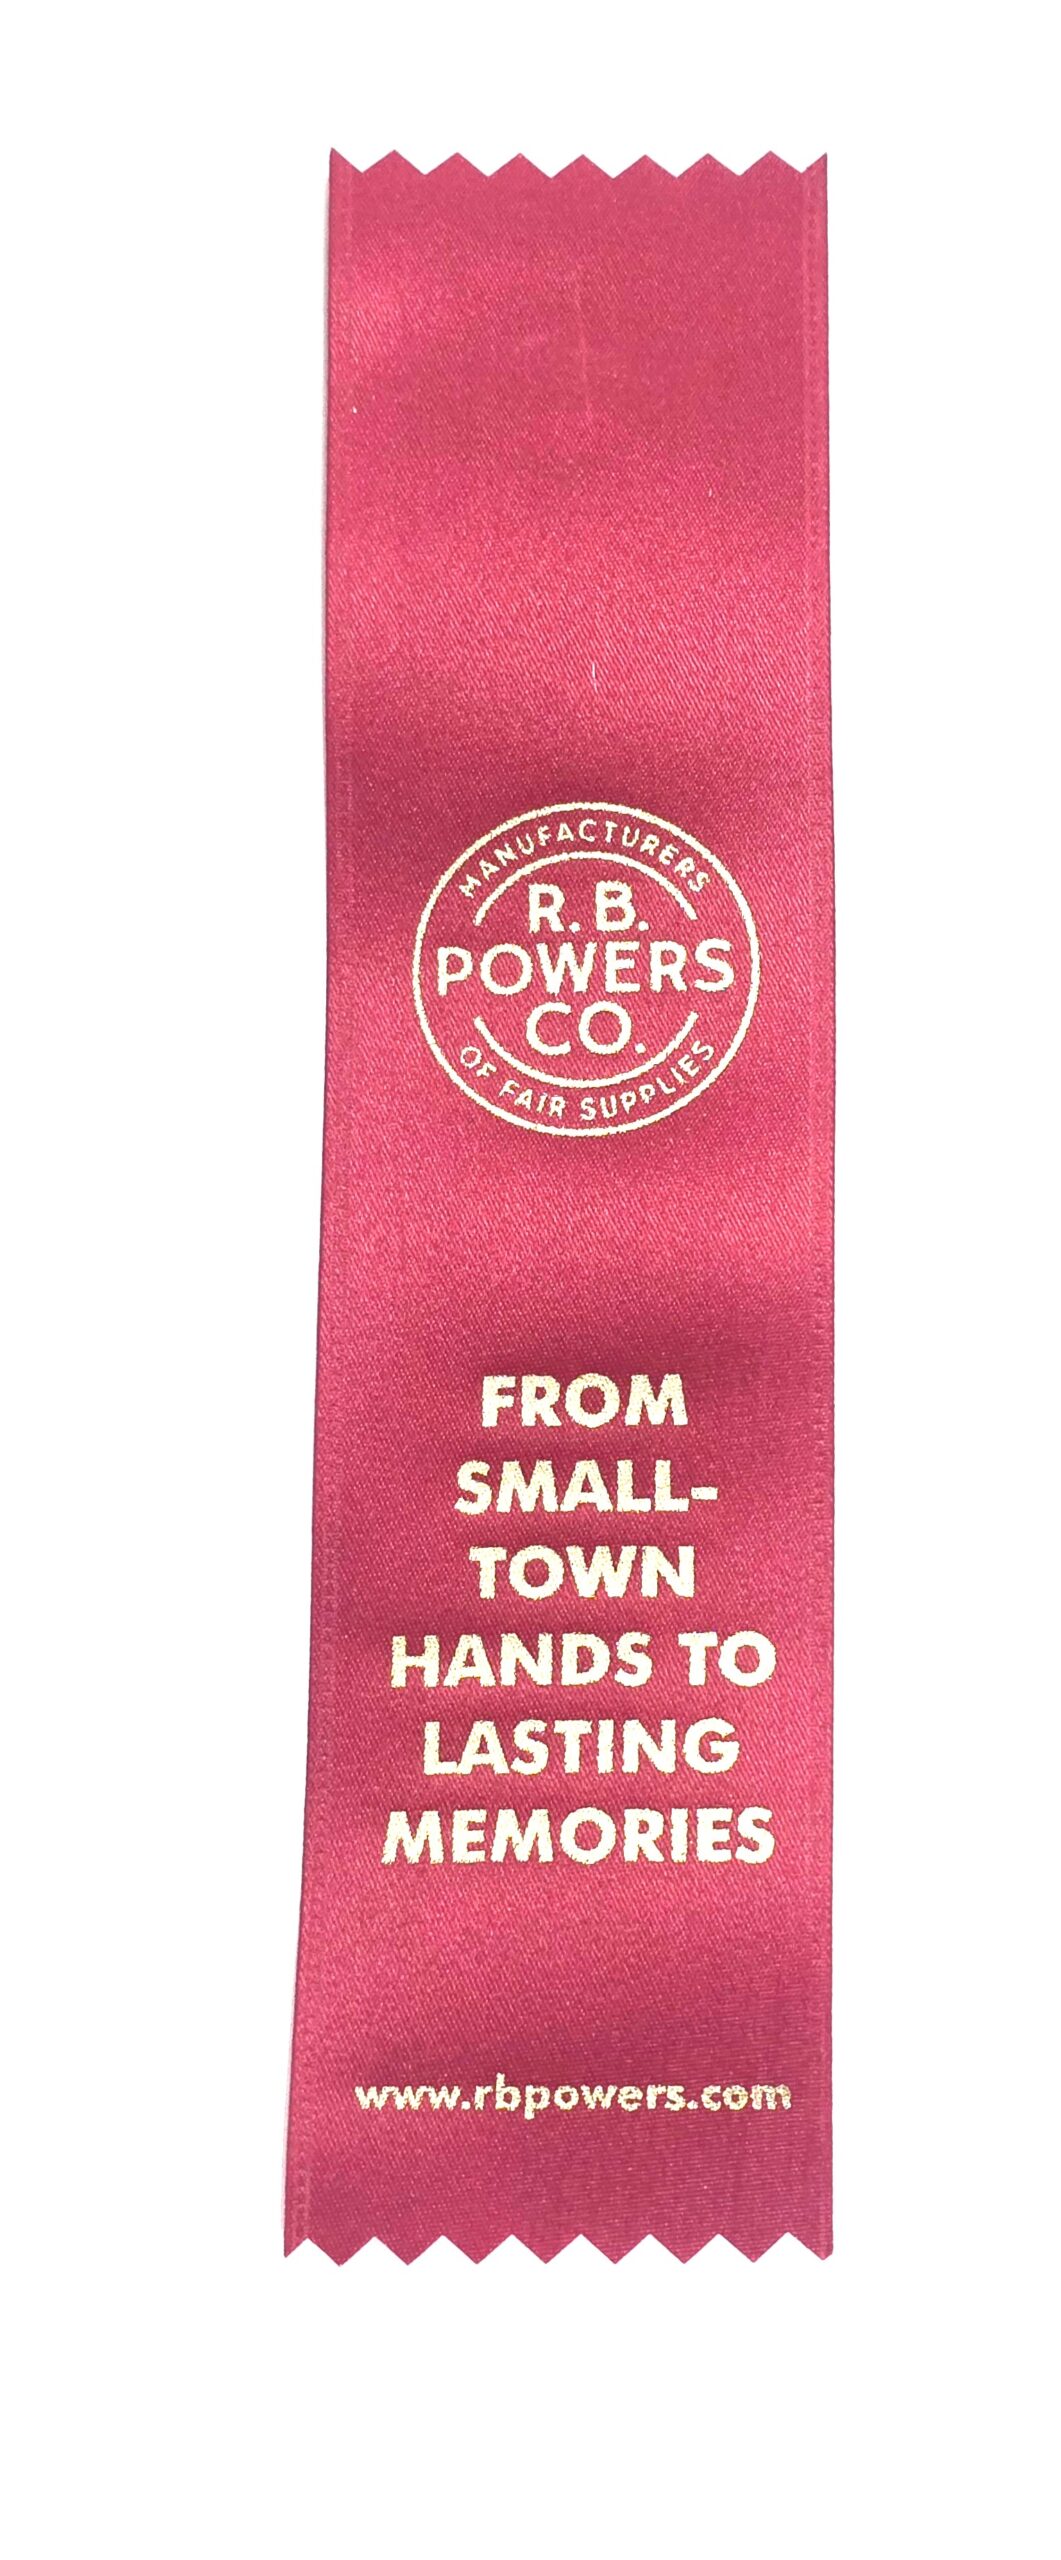 MANUFACTURERS
R. B.
POWERS
CO.
OF FAIR SUPPLIES
FROM
SMALL-
TOWN
HANDS TO
LASTING
MEMORIES
www.rbpowers.com